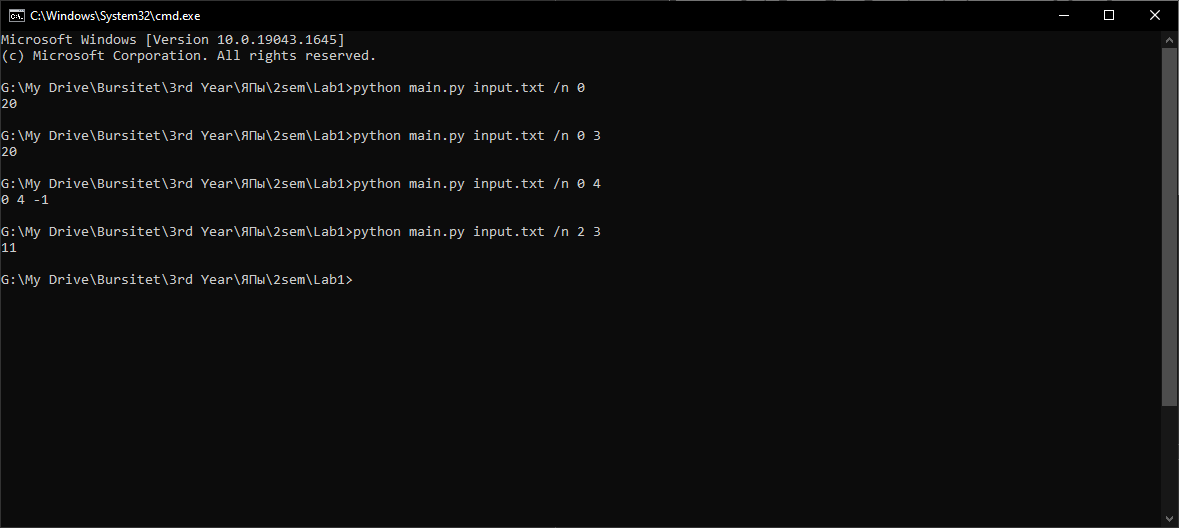 C:\Windows\System32\cmd.exe
Microsoft Windows [Version 10.0.19043.1645]
(c) Microsoft Corporation. All rights reserved.
G:\My Drive\Bursitet\3rd Year\ЯПы\2sem\Lab1>python main.py input.txt /n 0
20
G:\My Drive\Bursitet\3rd Year\ЯПы\2sem\Lab1>python main.py input.txt /n 0 3
20
G:\My Drive\Bursitet\3rd Year\ЯПы\2sem\Lab1>python main.py input.txt /n 0 4
0 4 -1
G:\My Drive\Bursitet\3rd Year\ЯПы\2sem\Lab1>python main.py input.txt /n 2 3
11
G:\My Drive\Bursitet\3rd Year\ЯПы\2sem\Lab1>